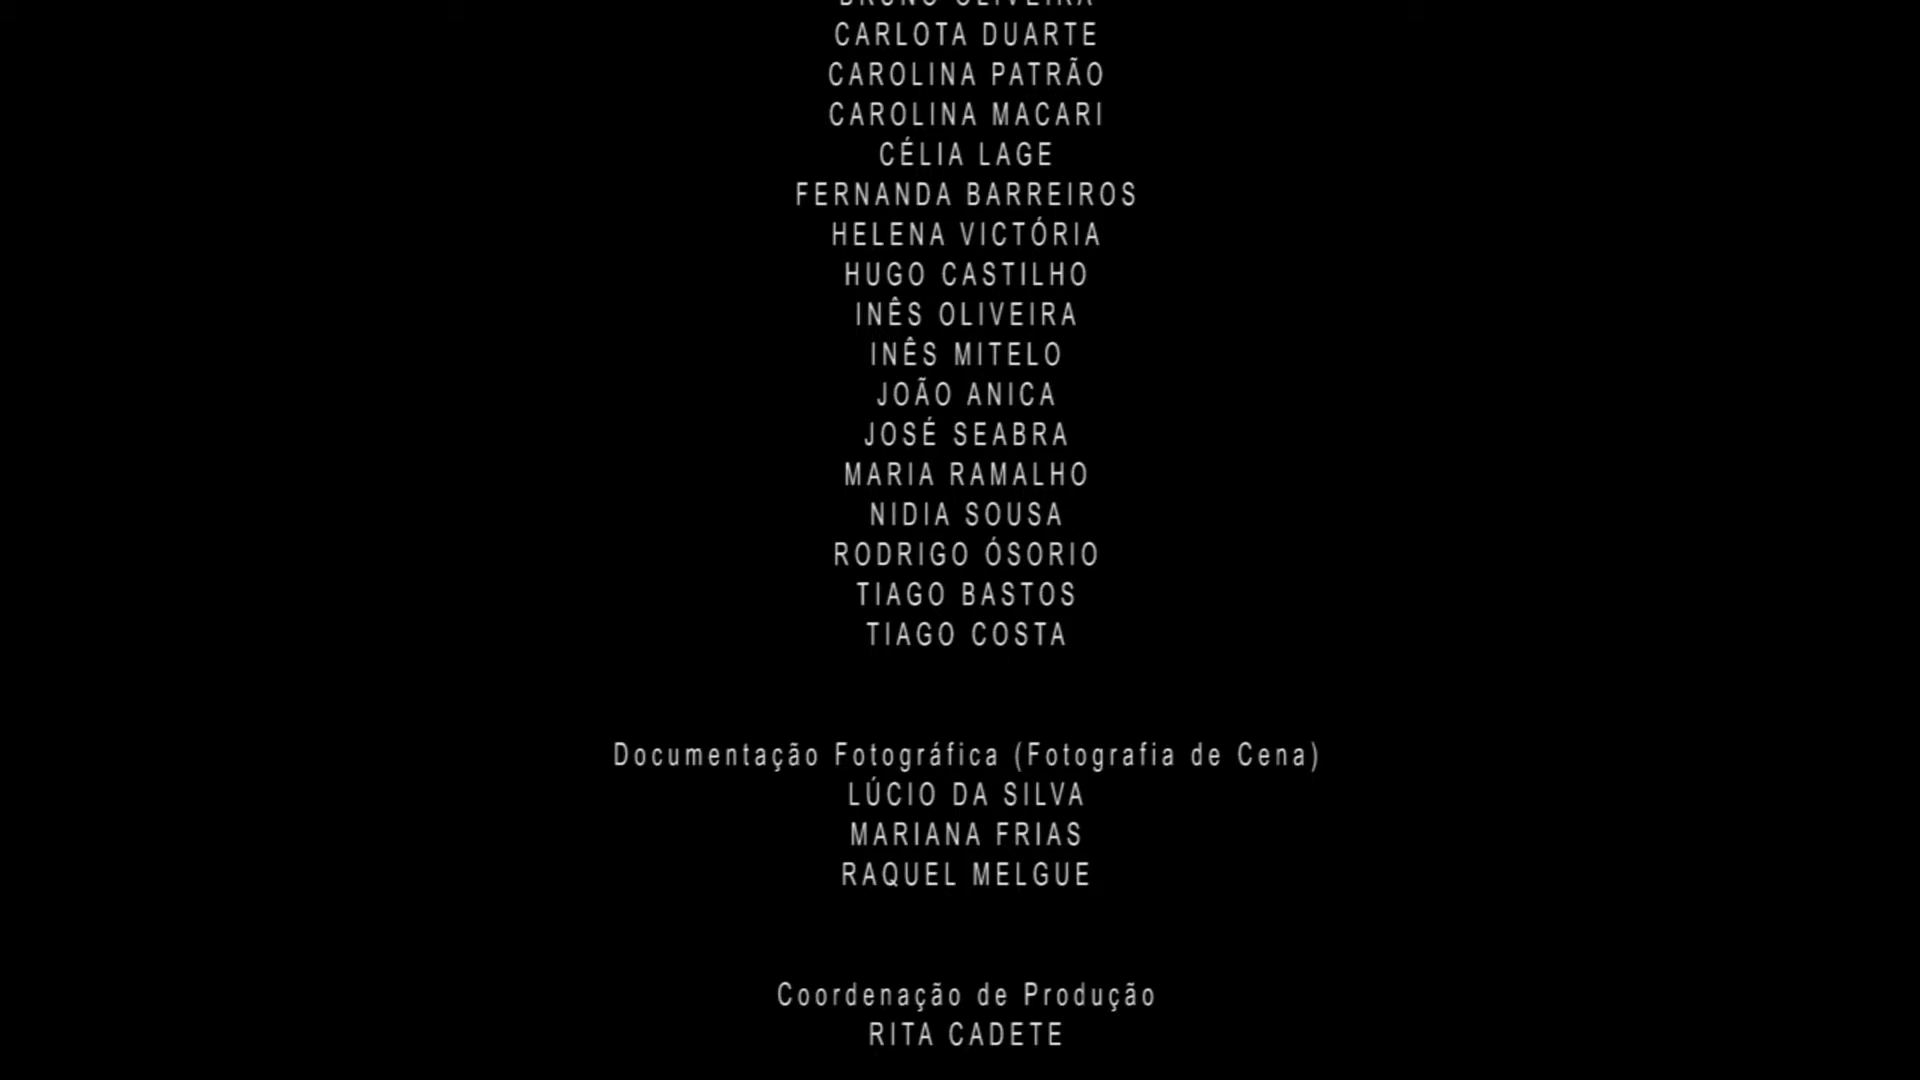 BRUNO OLIVEIRA
CARLOTA DUARTE
CAROLINA PATRÃO
CAROLINA MACARI
CÉLIA LAGE
FERNANDA BARREIROS
HELENA VICTÓRIA
HUGO CASTILHO
INÊS OLIVEIRA
INÊS MITELO
JOÃO ANICA
JOSÉ SEABRA
MARIA RAMALHO
NIDIA SOUSA
RODRIGO ÓSORIO
TIAGO BASTOS
TIAGO COSTA
Documentação Fotográfica (Fotografia de Cena)
LÚCIO DA SILVA
MARIANA FRIAS
RAQUEL MELGUE
Coordenação de Produção
RITA CADETE